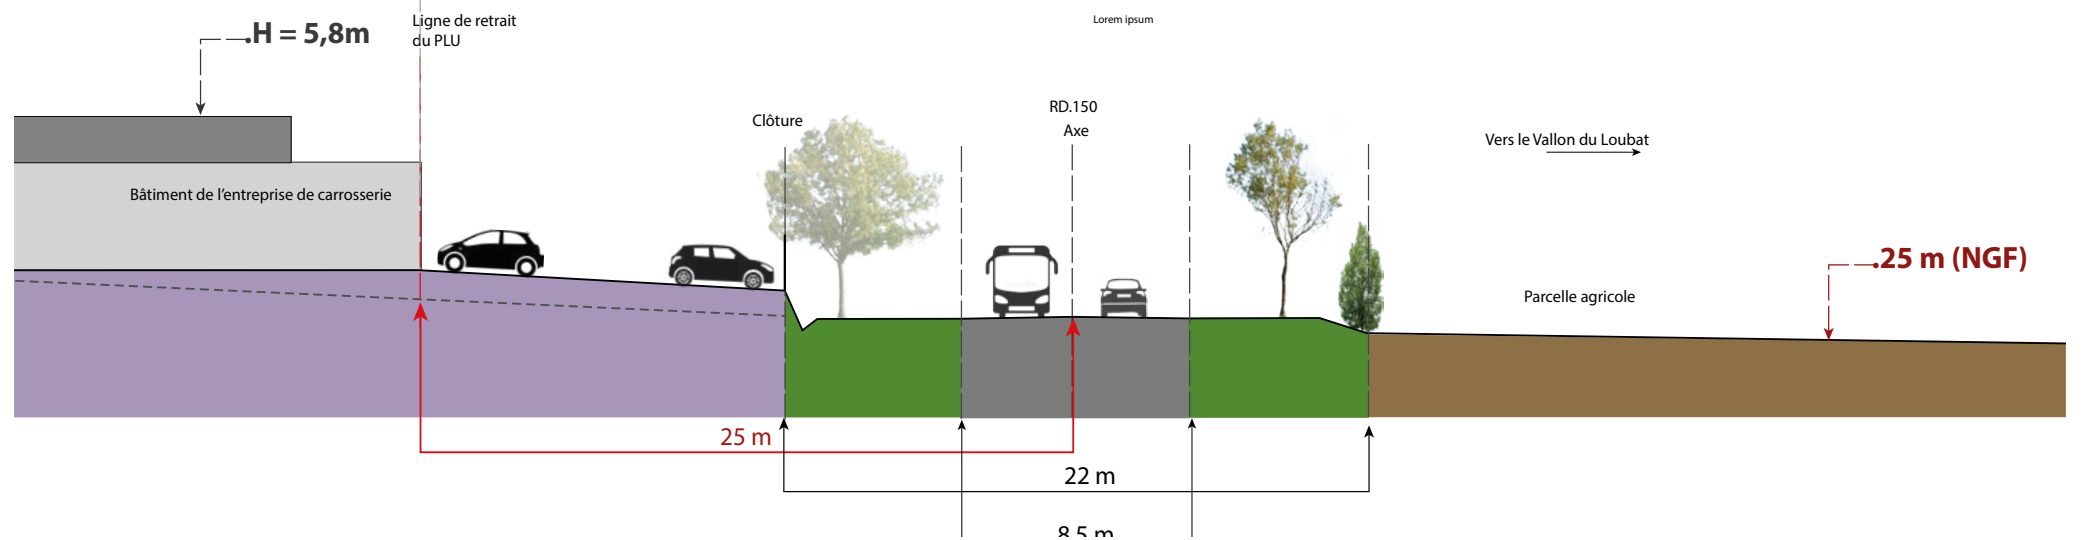 Ligne de retrait
du PLU
.H = 5,8m
Lorem ipsum
RD.150
Axe
Clôture
Vers le Vallon du Loubat
Bâtiment de l'entreprise de carrosserie
.25 m (NGF)
Parcelle agricole
25 m
22 m
8,5 m